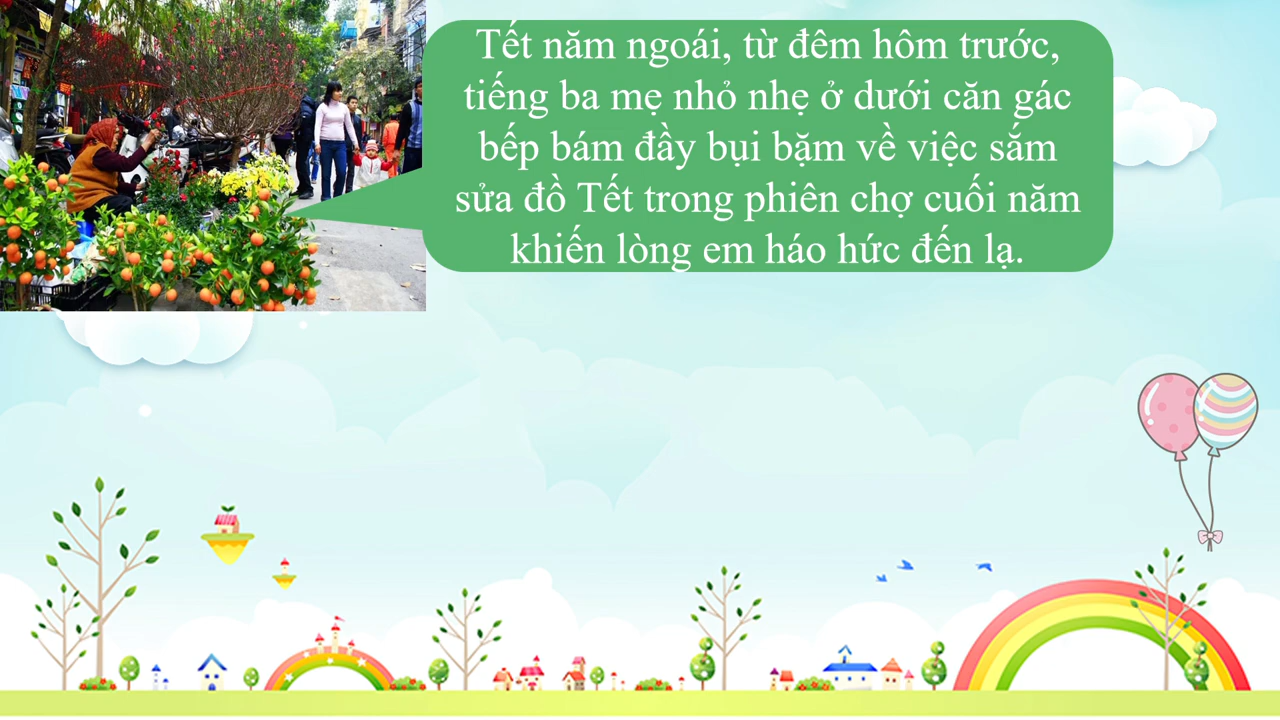 Tết năm ngoái, từ đêm hôm trước,
tiếng ba mẹ nhỏ nhẹ ở dưới căn gác
bếp bám đầy bụi bặm về việc sắm
sửa đồ Tết trong phiên chợ cuối năm
khiến lòng em háo hức đến lạ.